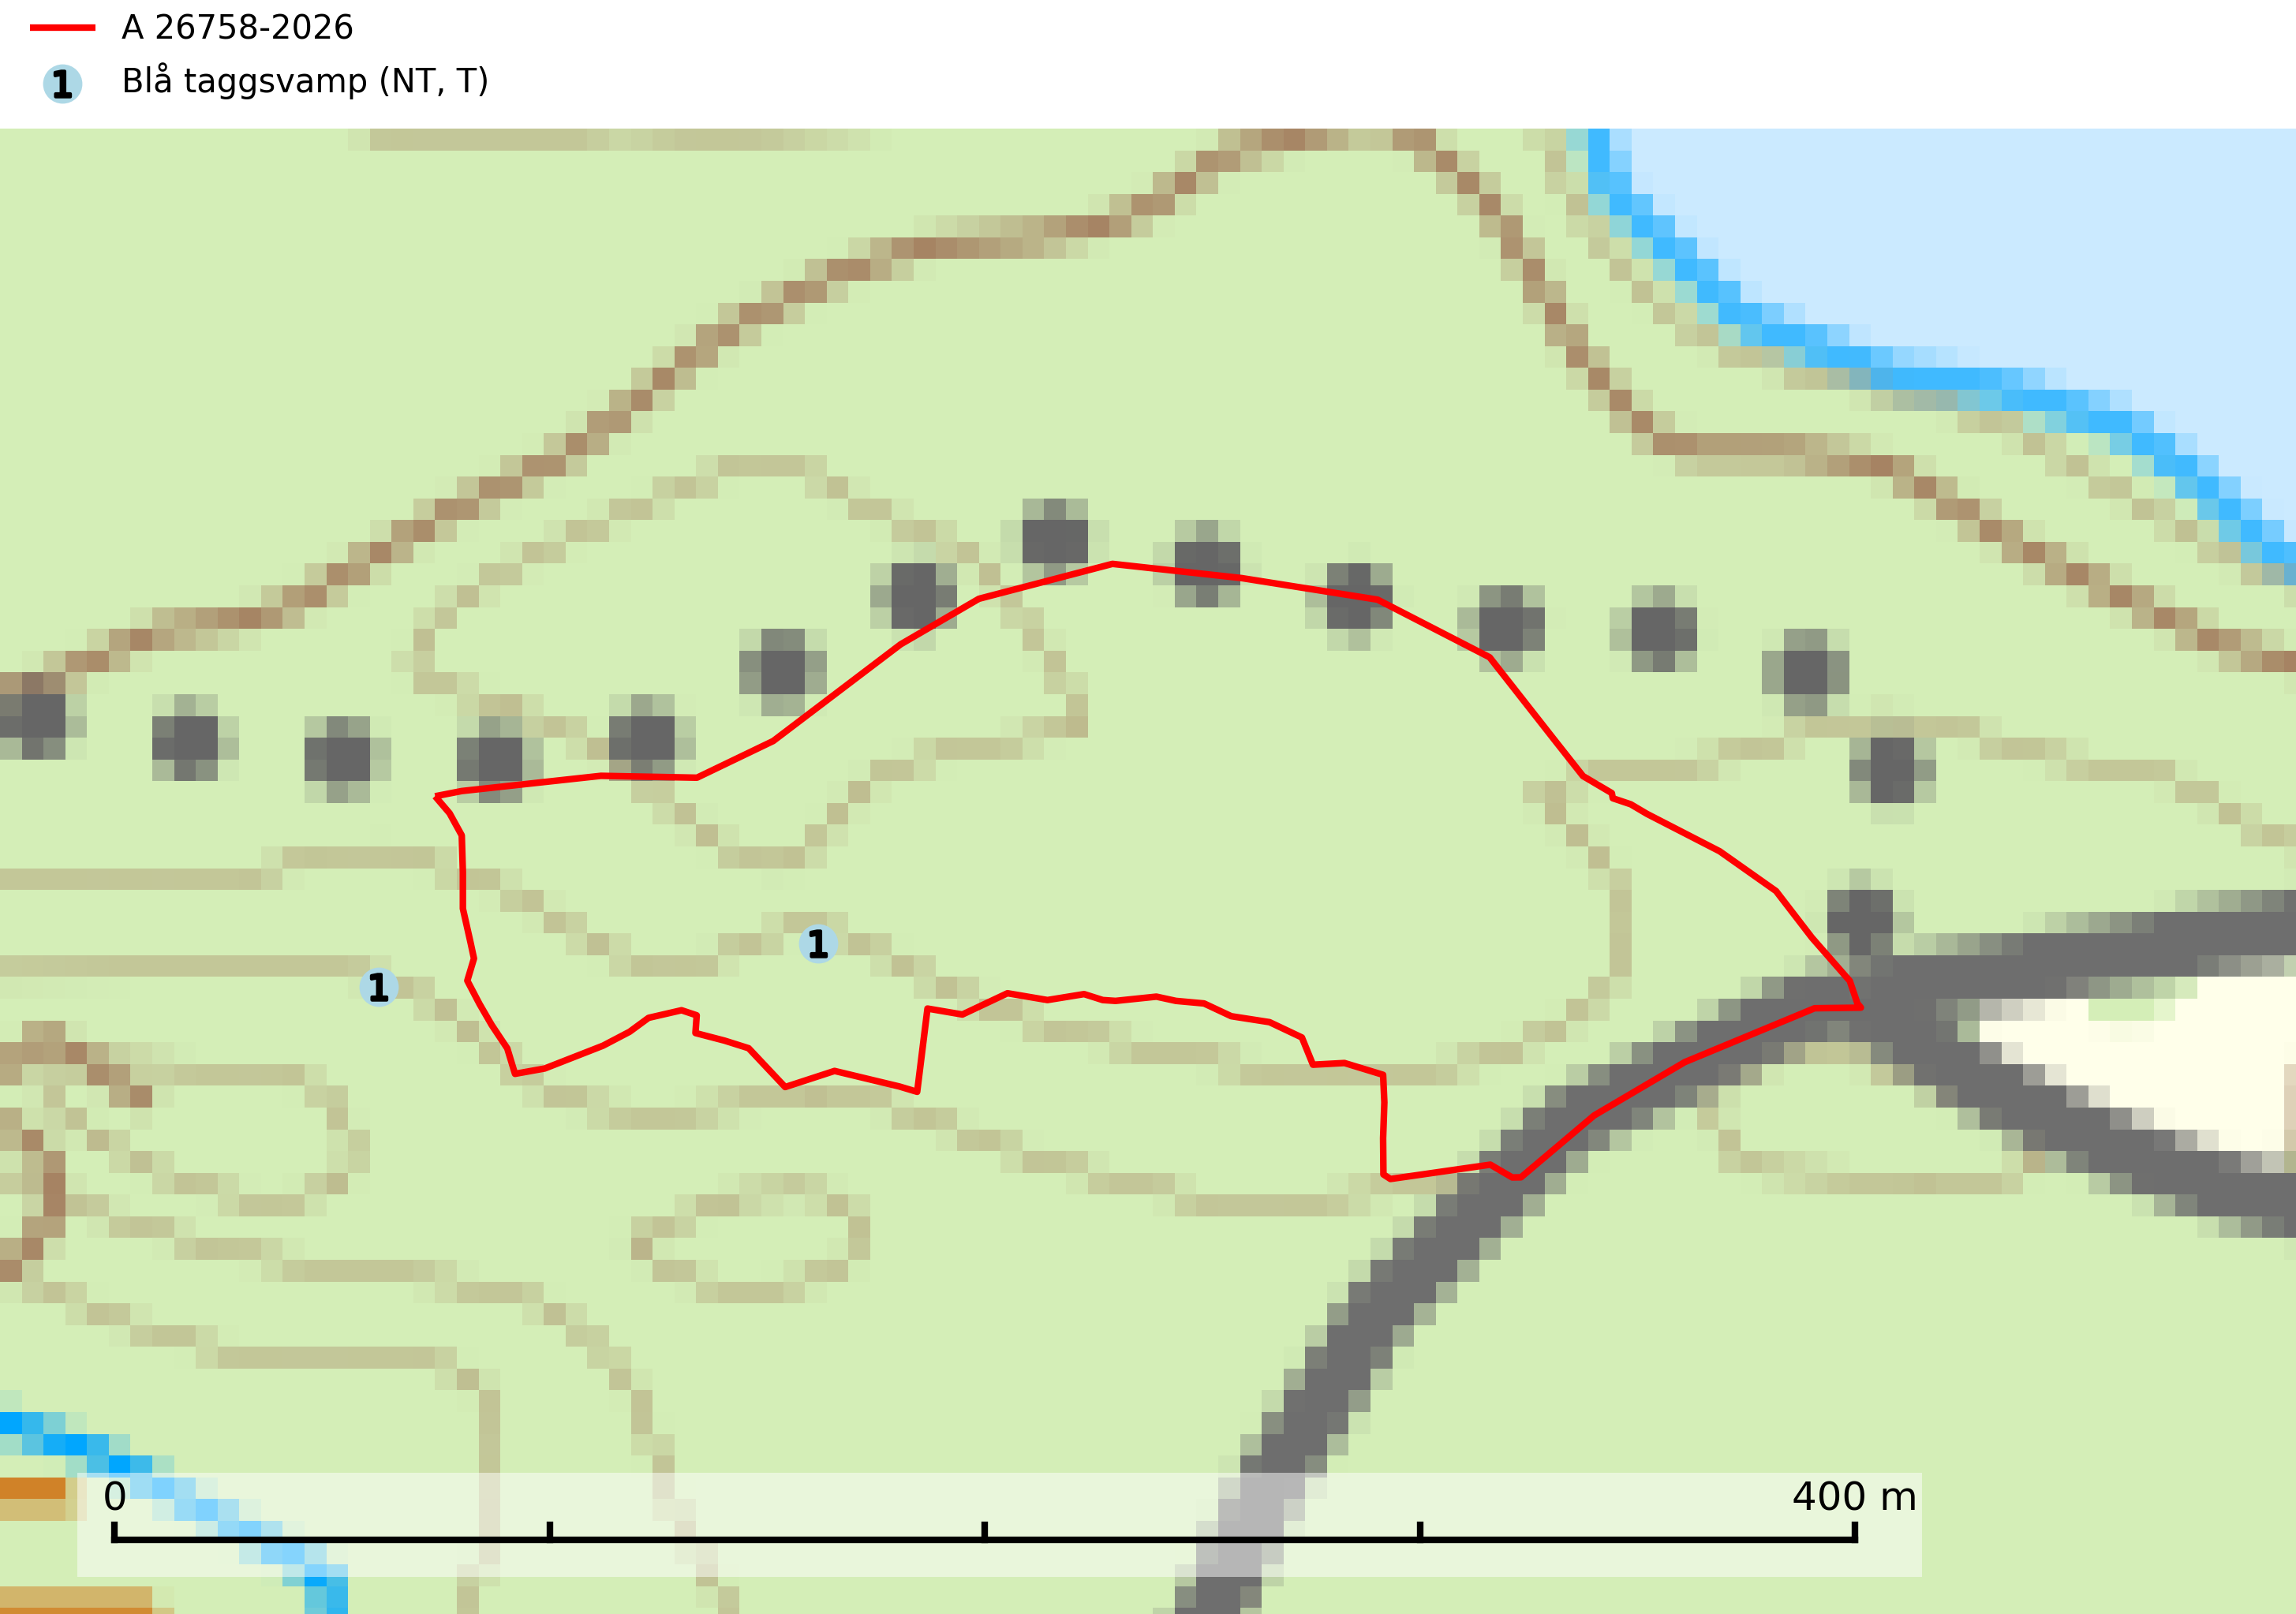 A 26758-2026
1 Blå taggsvamp (NT, T)
1
1
0 400 m